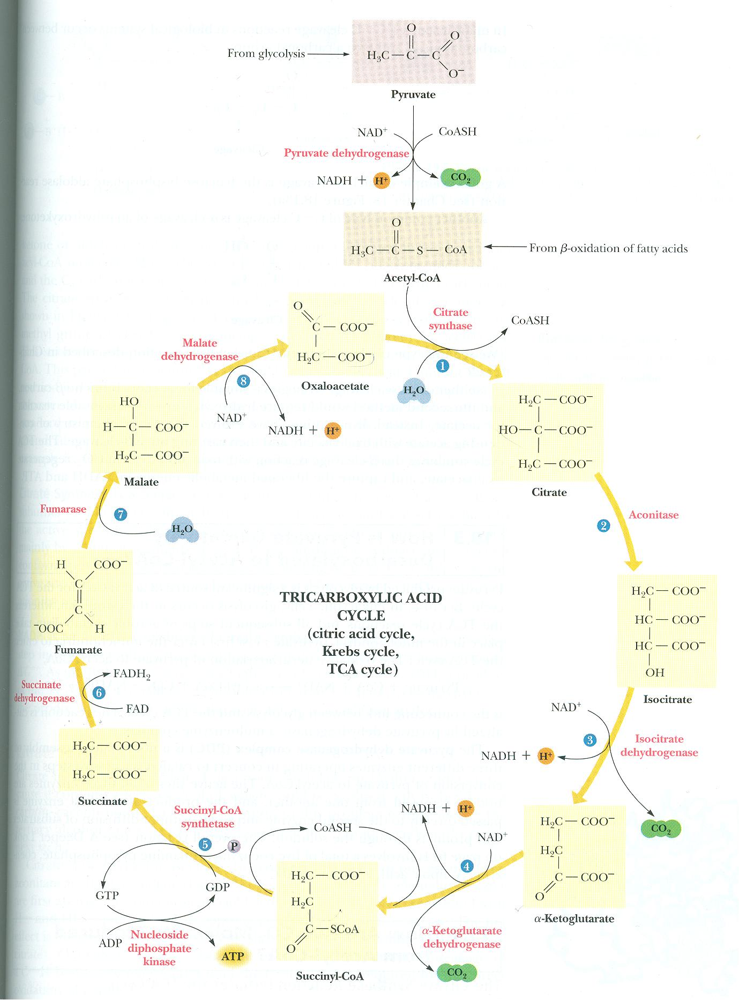 From glycolysis
O
O
H₃C—C—C
O⁻
Pyruvate
NAD⁺
CoASH
Pyruvate dehydrogenase
NADH + H⁺
CO₂
O
H₃C—C—S—CoA
From β-oxidation of fatty acids
Acetyl-CoA
Citrate
synthase
CoASH
1
H₂O
O
C—COO⁻
H₂C—COO⁻
Oxaloacetate
Malate
dehydrogenase
8
NAD⁺
NADH + H⁺
H₂C—COO⁻
HO—C—COO⁻
H₂C—COO⁻
Citrate
Aconitase
2
H₂C—COO⁻
HC—COO⁻
HC—COO⁻
OH
Isocitrate
NAD⁺
3
Isocitrate
dehydrogenase
NADH + H⁺
CO₂
H₂C—COO⁻
H₂C
C—COO⁻
O
α-Ketoglutarate
NADH + H⁺
NAD⁺
4
α-Ketoglutarate
dehydrogenase
CO₂
CoASH
H₂C—COO⁻
H₂C
C—SCoA
O
Succinyl-CoA
Succinyl-CoA
synthetase
5
P
GTP
GDP
ADP
Nucleoside
diphosphate
kinase
ATP
H₂C—COO⁻
H₂C—COO⁻
Succinate
Succinate
dehydrogenase
6
FADH₂
FAD
H
COO⁻
C
C
⁻OOC
H
Fumarate
Fumarase
7
H₂O
HO
H—C—COO⁻
H₂C—COO⁻
Malate
TRICARBOXYLIC ACID
CYCLE
(citric acid cycle,
Krebs cycle,
TCA cycle)